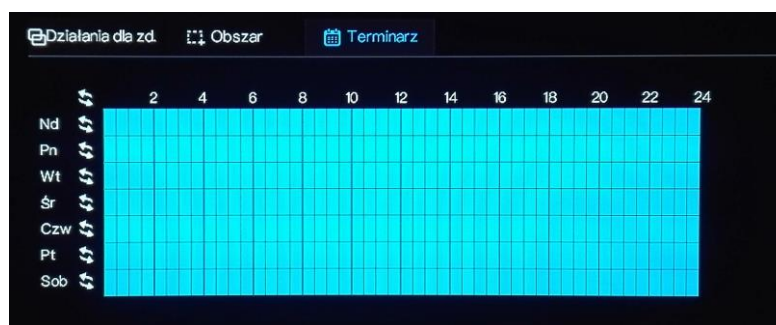 Działania dla zd. Obszar Terminarz
2 4 6 8 10 12 14 16 18 20 22 24
Nd
Pn
Wt
Śr
Czw
Pt
Sob